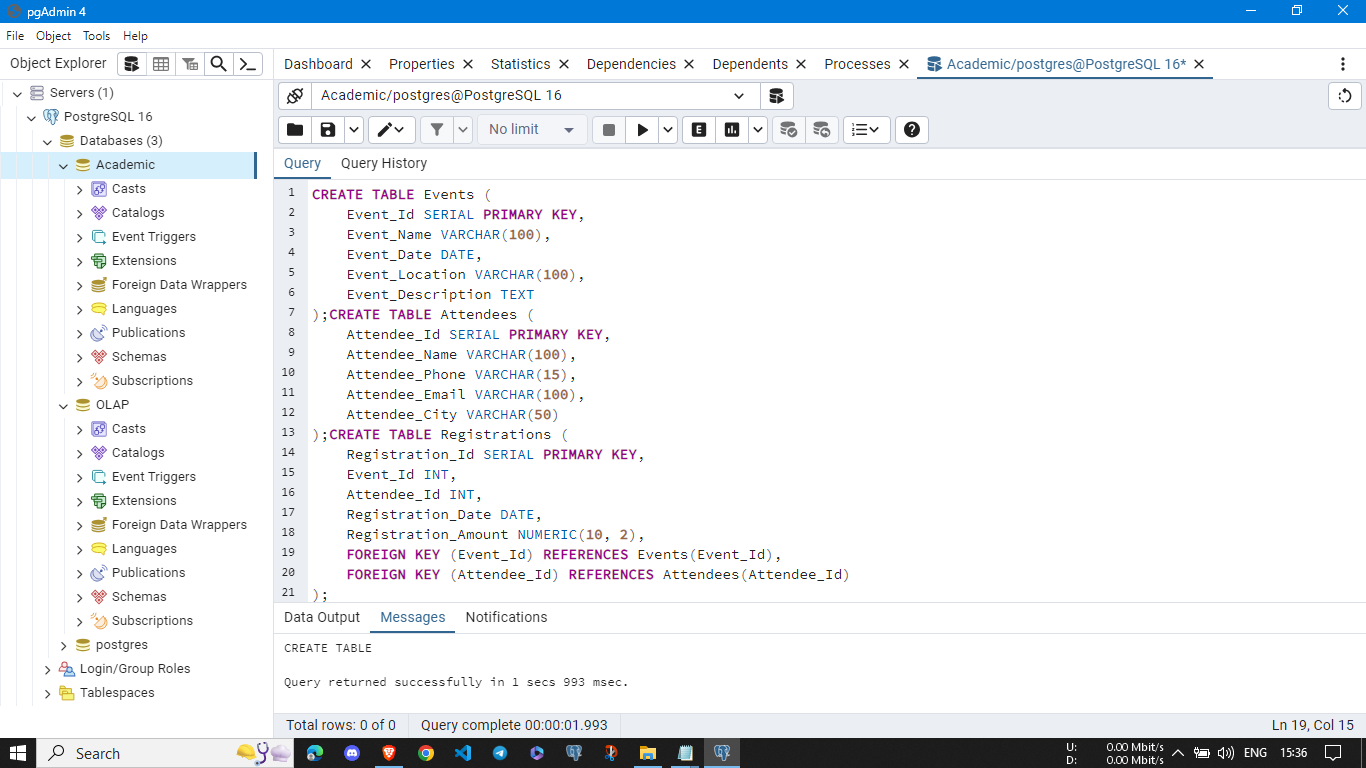 pgAdmin 4
File Object Tools Help
Object Explorer
Dashboard Properties Statistics Dependencies Dependents Processes Academic/postgres@PostgreSQL 16*
Servers (1)
PostgreSQL 16
Databases (3)
Academic
Casts
Catalogs
Event Triggers
Extensions
Foreign Data Wrappers
Languages
Publications
Schemas
Subscriptions
OLAP
Casts
Catalogs
Event Triggers
Extensions
Foreign Data Wrappers
Languages
Publications
Schemas
Subscriptions
postgres
Login/Group Roles
Tablespaces
Academic/postgres@PostgreSQL 16
No limit
E
Query Query History
1 CREATE TABLE Events (
2 Event_Id SERIAL PRIMARY KEY,
3 Event_Name VARCHAR(100),
4 Event_Date DATE,
5 Event_Location VARCHAR(100),
6 Event_Description TEXT
7 );CREATE TABLE Attendees (
8 Attendee_Id SERIAL PRIMARY KEY,
9 Attendee_Name VARCHAR(100),
10 Attendee_Phone VARCHAR(15),
11 Attendee_Email VARCHAR(100),
12 Attendee_City VARCHAR(50)
13 );CREATE TABLE Registrations (
14 Registration_Id SERIAL PRIMARY KEY,
15 Event_Id INT,
16 Attendee_Id INT,
17 Registration_Date DATE,
18 Registration_Amount NUMERIC(10, 2),
19 FOREIGN KEY (Event_Id) REFERENCES Events(Event_Id),
20 FOREIGN KEY (Attendee_Id) REFERENCES Attendees(Attendee_Id)
21 );
Data Output Messages Notifications
CREATE TABLE
Query returned successfully in 1 secs 993 msec.
Total rows: 0 of 0 Query complete 00:00:01.993 Ln 19, Col 15
Search
U: 0.00 Mbit/s
D: 0.00 Mbit/s
ENG 15:36